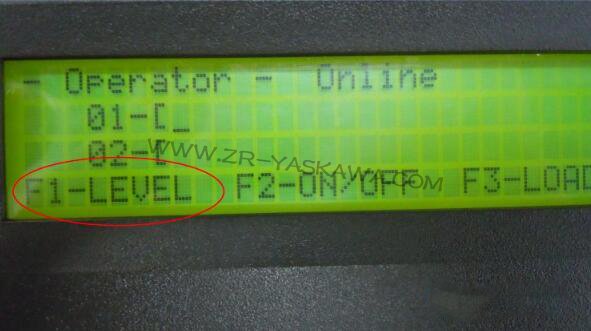 - Operator - Online
01-[_
02-[
WWW.ZR-YASKAWA.COM
F1-LEVEL F2-ON/OFF F3-LOAD